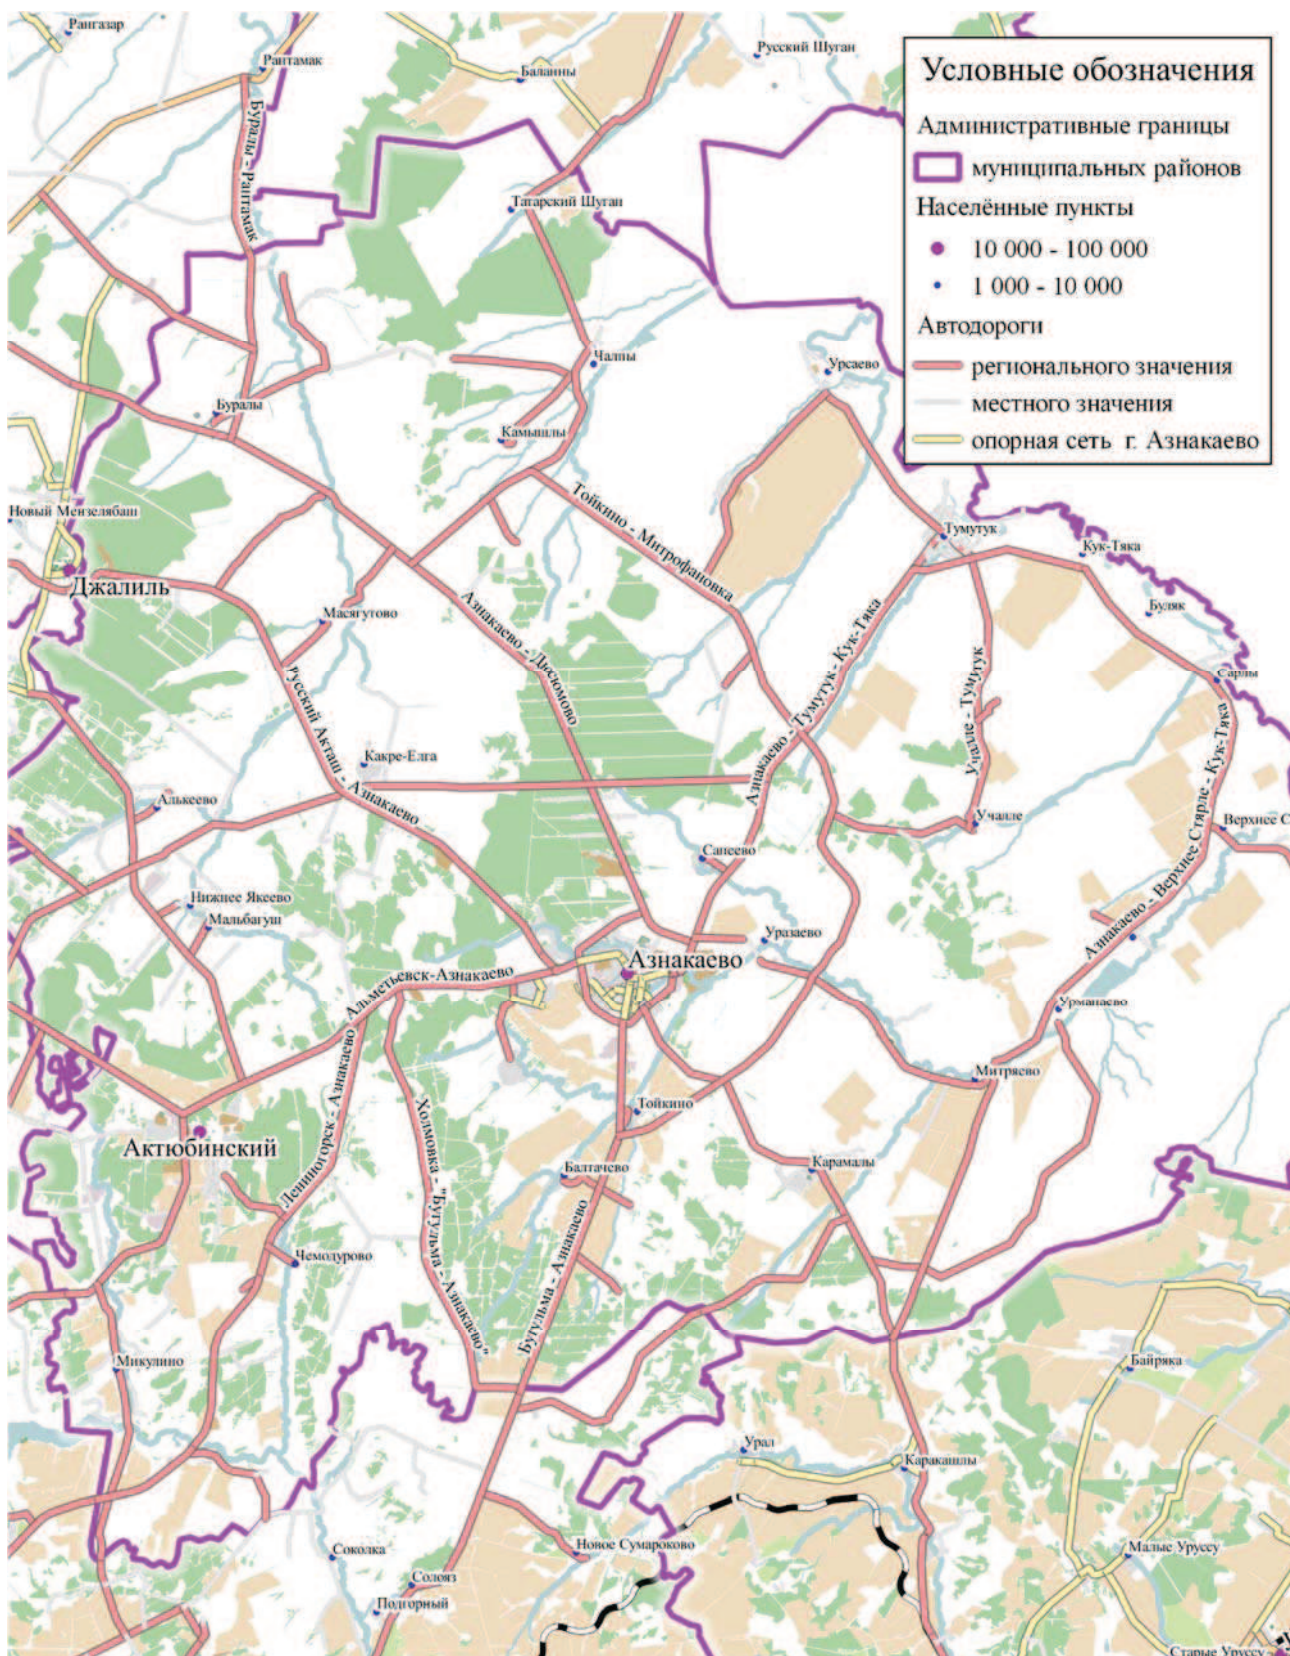 Рангазар
Рантамак
Баланны
Русский Шуган
Условные обозначения
Административные границы
муниципальных районов
Населённые пункты
10 000 - 100 000
1 000 - 10 000
Автодороги
регионального значения
местного значения
опорная сеть г. Азнакаево
Буралы - Рантамак
Татарский Шуган
Чалпы
Урсаево
Буралы
Камышлы
Новый Мензелябаш
Тойкино - Митрофановка
Тумутук
Кук-Тяка
Джалиль
Масягутово
Азнакаево - Дюсюмово
Буляк
Азнакаево - Тумутук - Кук-Тяка
Русский Акташ - Азнакаево
Учалле - Тумутук
Сарлы
Какре-Елга
Алькеево
Учалле
Верхнее С
Азнакаево - Верхнее Стярле - Кук-Тяка
Сапеево
Нижнее Якеево
Мальбагуш
Уразаево
Азнакаево
Альметьевск-Азнакаево
Урманаево
Митряево
Лениногорск - Азнакаево
Холмовка - "Бугульма - Азнакаево"
Тойкино
Актюбинский
Балтачево
Карамалы
Бугульма - Азнакаево
Чемодурово
Микулино
Байряка
Урал
Каракашлы
Соколка
Новое Сумароково
Малые Уруссу
Солояз
Подгорный
Старые Уруссу